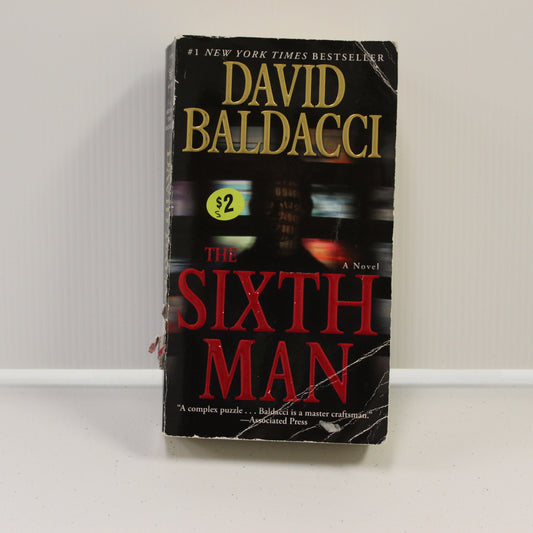 #1 NEW YORK TIMES BESTSELLER
DAVID
BALDACCI
$2
S
THE
A Novel
SIXTH
MAN
"A complex puzzle . . . Baldacci is a master craftsman."
—Associated Press